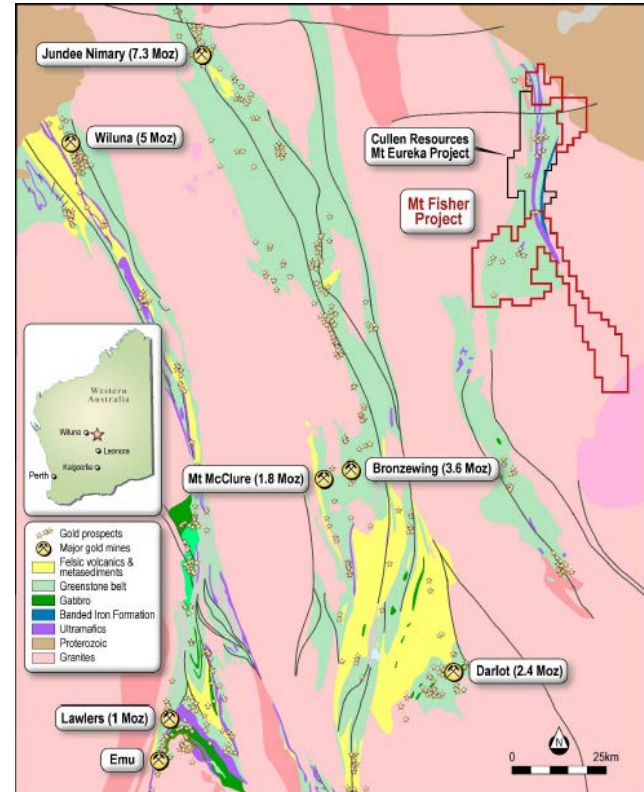 Jundee Nimary (7.3 Moz)
Wiluna (5 Moz)
Cullen Resources
Mt Eureka Project
Mt Fisher
Project
Western
Australia
Wiluna
Leonora
Kalgoorlie
Perth
Mt McClure (1.8 Moz)
Bronzewing (3.6 Moz)
Gold prospects
Major gold mines
Felsic volcanics &
metasediments
Greenstone belt
Gabbro
Banded Iron Formation
Ultramafics
Proterozoic
Granites
Darlot (2.4 Moz)
Lawlers (1 Moz)
Emu
N
0 25km